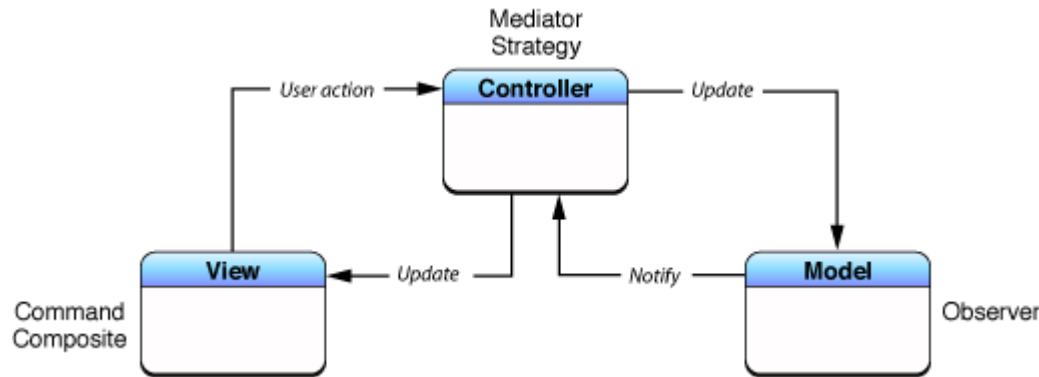 Mediator
Strategy
Controller
User action
Update
View
Update
Notify
Model
Command
Composite
Observer